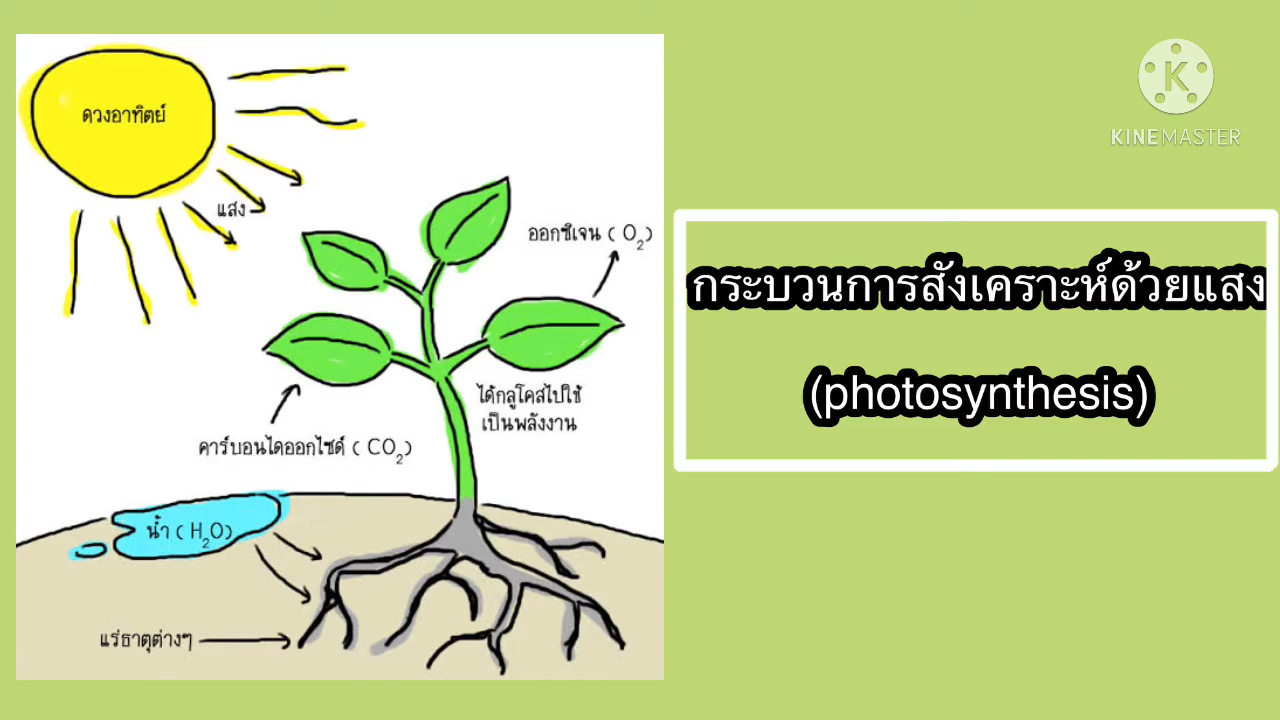 ดวงอาทิตย์
แสง
ออกซิเจน ( O₂ )
ได้กลูโคสไปใช้
เป็นพลังงาน
คาร์บอนไดออกไซด์ ( CO₂ )
น้ำ ( H₂O )
แร่ธาตุต่างๆ
K
KINEMASTER
กระบวนการสังเคราะห์ด้วยแสง
(photosynthesis)